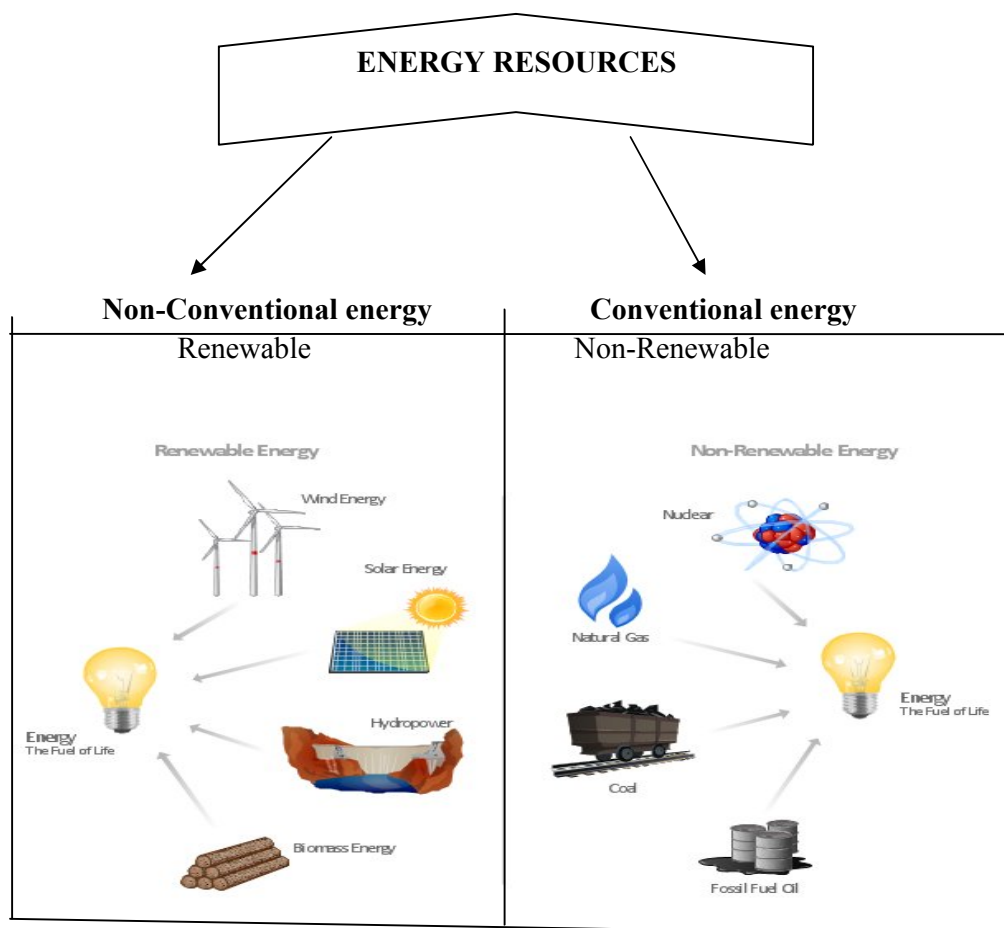 ENERGY RESOURCES
Non-Conventional energy
Renewable
Renewable Energy
Wind Energy
Solar Energy
Hydropower
Energy
The Fuel of Life
Biomass Energy
Conventional energy
Non-Renewable
Non-Renewable Energy
Nuclear
Natural Gas
Energy
The Fuel of Life
Coal
Fossil Fuel Oil